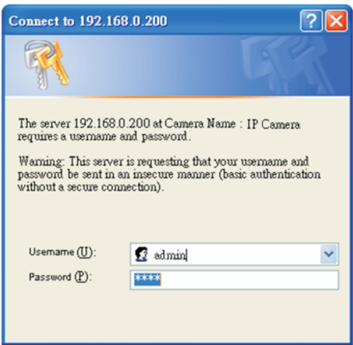 Connect to 192.168.0.200
The server 192.168.0.200 at Camera Name : IP Camera
requires a username and password.
Warning: This server is requesting that your username and
password be sent in an insecure manner (basic authentication
without a secure connection).
Username (U): admin
Password (P): ****